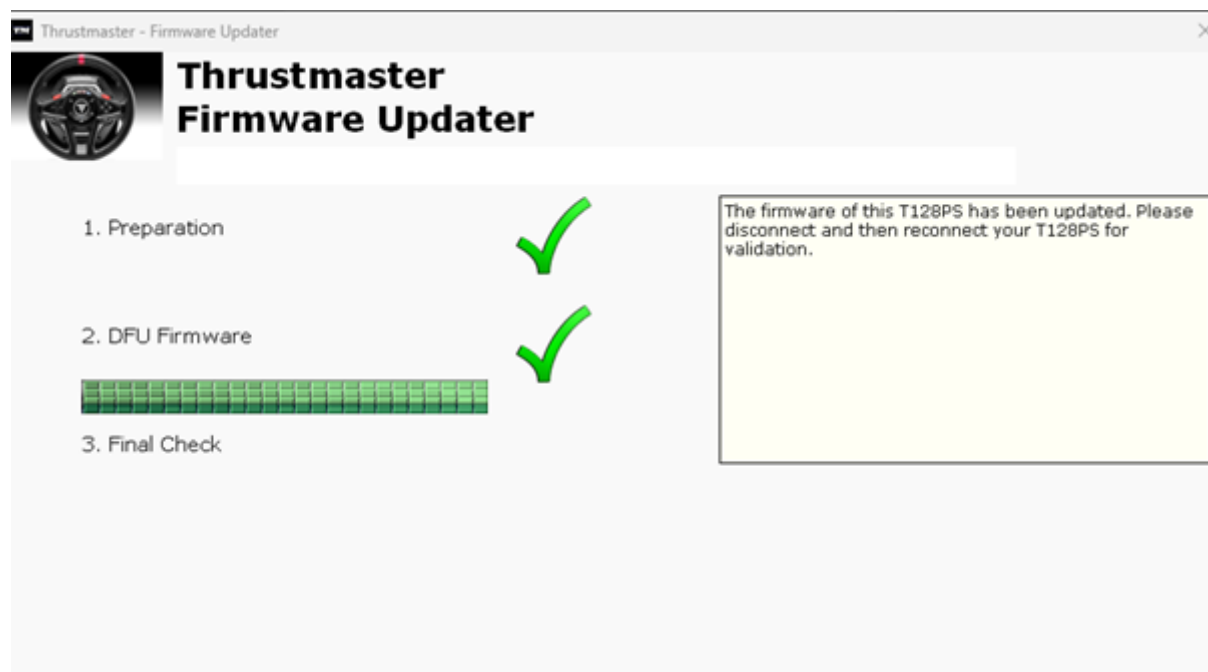 Thrustmaster - Firmware Updater
Thrustmaster
Firmware Updater
1. Preparation
The firmware of this T128PS has been updated. Please
disconnect and then reconnect your T128PS for
validation.
2. DFU Firmware
3. Final Check